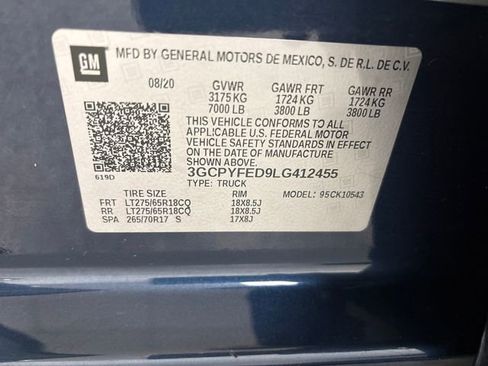 GM
MFD BY GENERAL MOTORS DE MEXICO, S. DE R.L. DE C.V.
08/20 GVWR GAWR FRT GAWR RR
3175 KG 1724 KG 1724 KG
7000 LB 3800 LB 3800 LB
THIS VEHICLE CONFORMS TO ALL
APPLICABLE U.S. FEDERAL MOTOR
VEHICLE SAFETY STANDARDS IN EFFECT
ON THE DATE OF MANUFACTURE SHOWN ABOVE.
619D 3GCPYFED9LG412455
TYPE: TRUCK
TIRE SIZE RIM MODEL: 95CK10543
FRT LT275/65R18CQ 18X8.5J
RR LT275/65R18CQ 18X8.5J
SPA 265/70R17 S 17X8J